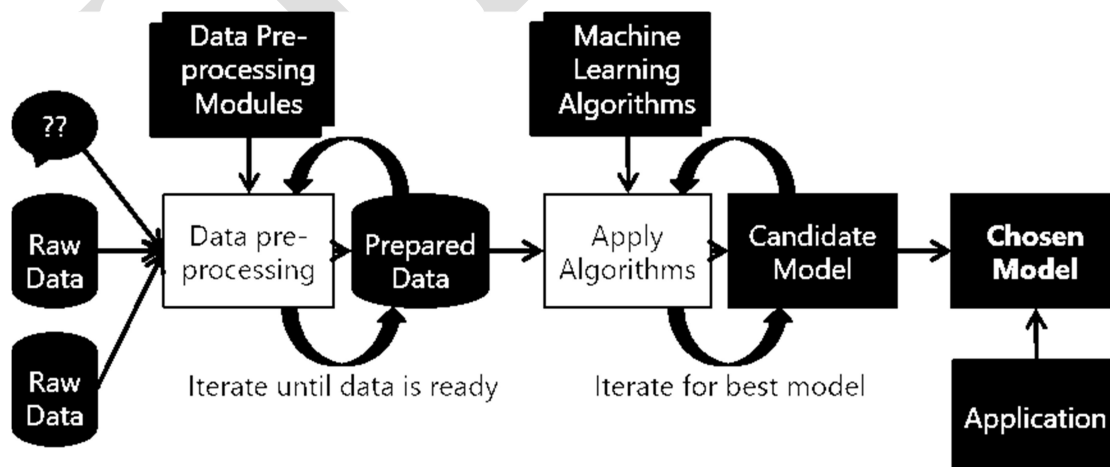 Data Pre-
processing
Modules
Machine
Learning
Algorithms
??
Raw
Data
Data pre-
processing
Prepared
Data
Apply
Algorithms
Candidate
Model
Chosen
Model
Raw
Data
Iterate until data is ready
Iterate for best model
Application